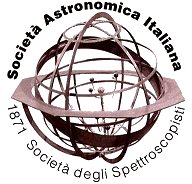 Società Astronomica Italiana
1871 Società degli Spettroscopisti